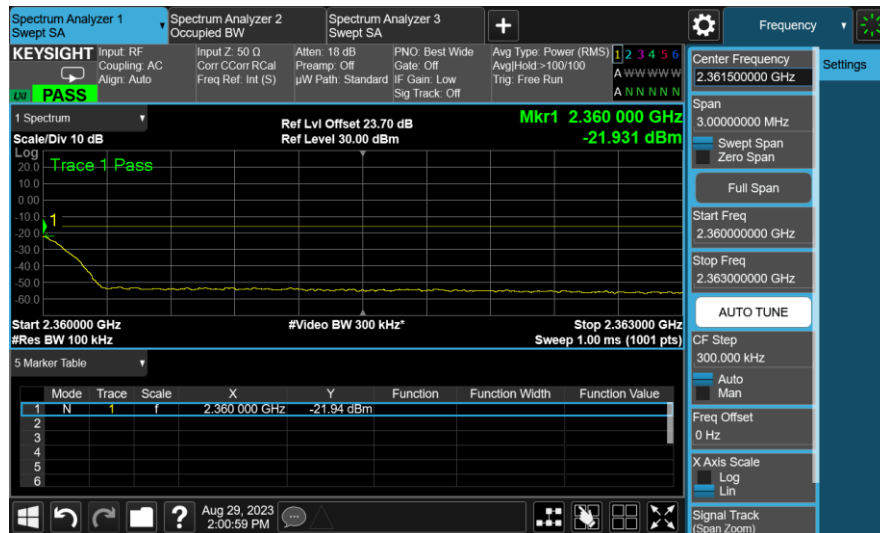 Spectrum Analyzer 1
Swept SA
Spectrum Analyzer 2
Occupied BW
Spectrum Analyzer 3
Swept SA
Frequency
KEYSIGHT
Input: RF
Coupling: AC
Align: Auto
Input Z: 50 Ω
Corr CCorr RCal
Freq Ref: Int (S)
Atten: 18 dB
Preamp: Off
µW Path: Standard
PNO: Best Wide
Gate: Off
IF Gain: Low
Sig Track: Off
Avg Type: Power (RMS)
Avg|Hold:>100/100
Trig: Free Run
1 2 3 4 5 6
A W W W W W
A N N N N N
LXI
PASS
1 Spectrum
Scale/Div 10 dB
Ref Lvl Offset 23.70 dB
Ref Level 30.00 dBm
Mkr1 2.360 000 GHz
-21.931 dBm
Log
Trace 1 Pass
20.0
10.0
0.00
-10.0
-20.0
-30.0
-40.0
-50.0
-60.0
1
Start 2.360000 GHz
#Res BW 100 kHz
#Video BW 300 kHz*
Stop 2.363000 GHz
Sweep 1.00 ms (1001 pts)
5 Marker Table
Mode Trace Scale X Y Function Function Width Function Value
1 N 1 f 2.360 000 GHz -21.94 dBm
2
3
4
5
6
Aug 29, 2023
2:00:59 PM
Center Frequency
2.361500000 GHz
Span
3.00000000 MHz
Swept Span
Zero Span
Full Span
Start Freq
2.360000000 GHz
Stop Freq
2.363000000 GHz
AUTO TUNE
CF Step
300.000 kHz
Auto
Man
Freq Offset
0 Hz
X Axis Scale
Log
Lin
Signal Track
(Span Zoom)
Settings